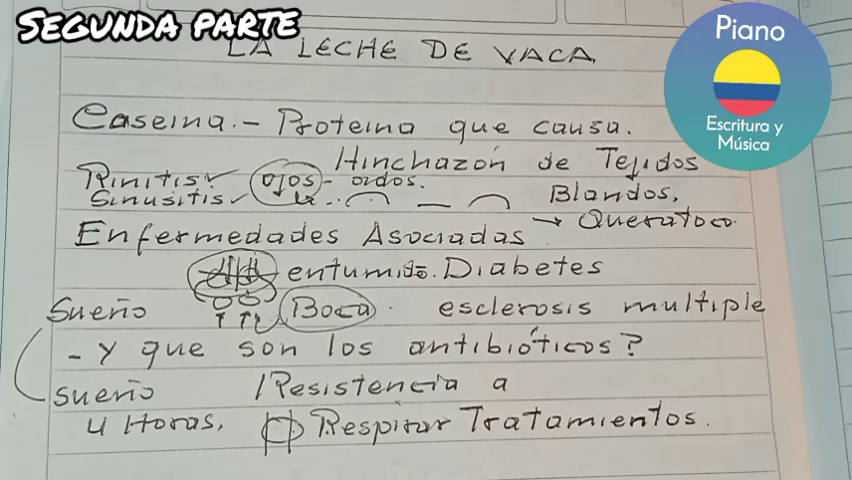 SEGUNDA PARTE
LA LECHE DE VACA
Piano
Escritura y
Música
Caseina.- Proteina que causa.
Hinchazón de Tejidos
Rinitis. ojos - oidos.
Sinusitis Blandos,
→ Queratoco.
Enfermedades Asociadas
entumido. Diabetes
Sueño Boca. esclerosis multiple
- Y que son los antibióticos?
sueño / Resistencia a
4 Horas, Respirar Tratamientos.